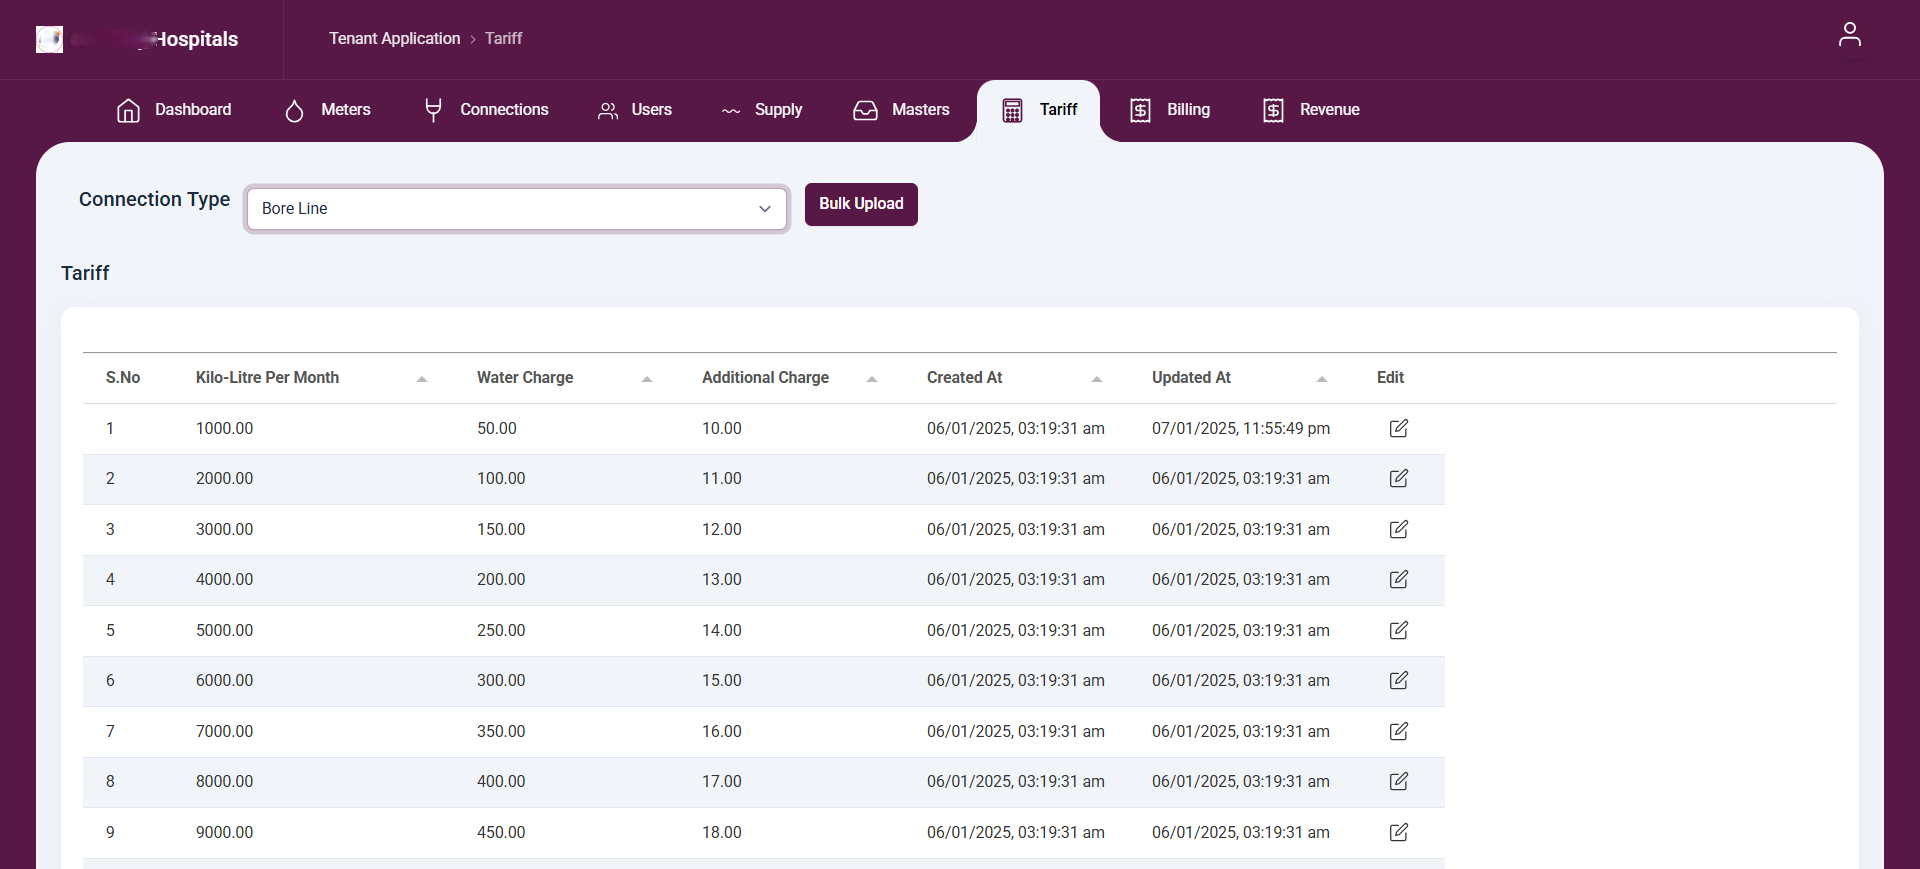 Hospitals
Tenant Application > Tariff
Dashboard Meters Connections Users Supply Masters Tariff Billing Revenue
Connection Type Bore Line Bulk Upload
Tariff
S.No Kilo-Litre Per Month Water Charge Additional Charge Created At Updated At Edit
1 1000.00 50.00 10.00 06/01/2025, 03:19:31 am 07/01/2025, 11:55:49 pm
2 2000.00 100.00 11.00 06/01/2025, 03:19:31 am 06/01/2025, 03:19:31 am
3 3000.00 150.00 12.00 06/01/2025, 03:19:31 am 06/01/2025, 03:19:31 am
4 4000.00 200.00 13.00 06/01/2025, 03:19:31 am 06/01/2025, 03:19:31 am
5 5000.00 250.00 14.00 06/01/2025, 03:19:31 am 06/01/2025, 03:19:31 am
6 6000.00 300.00 15.00 06/01/2025, 03:19:31 am 06/01/2025, 03:19:31 am
7 7000.00 350.00 16.00 06/01/2025, 03:19:31 am 06/01/2025, 03:19:31 am
8 8000.00 400.00 17.00 06/01/2025, 03:19:31 am 06/01/2025, 03:19:31 am
9 9000.00 450.00 18.00 06/01/2025, 03:19:31 am 06/01/2025, 03:19:31 am